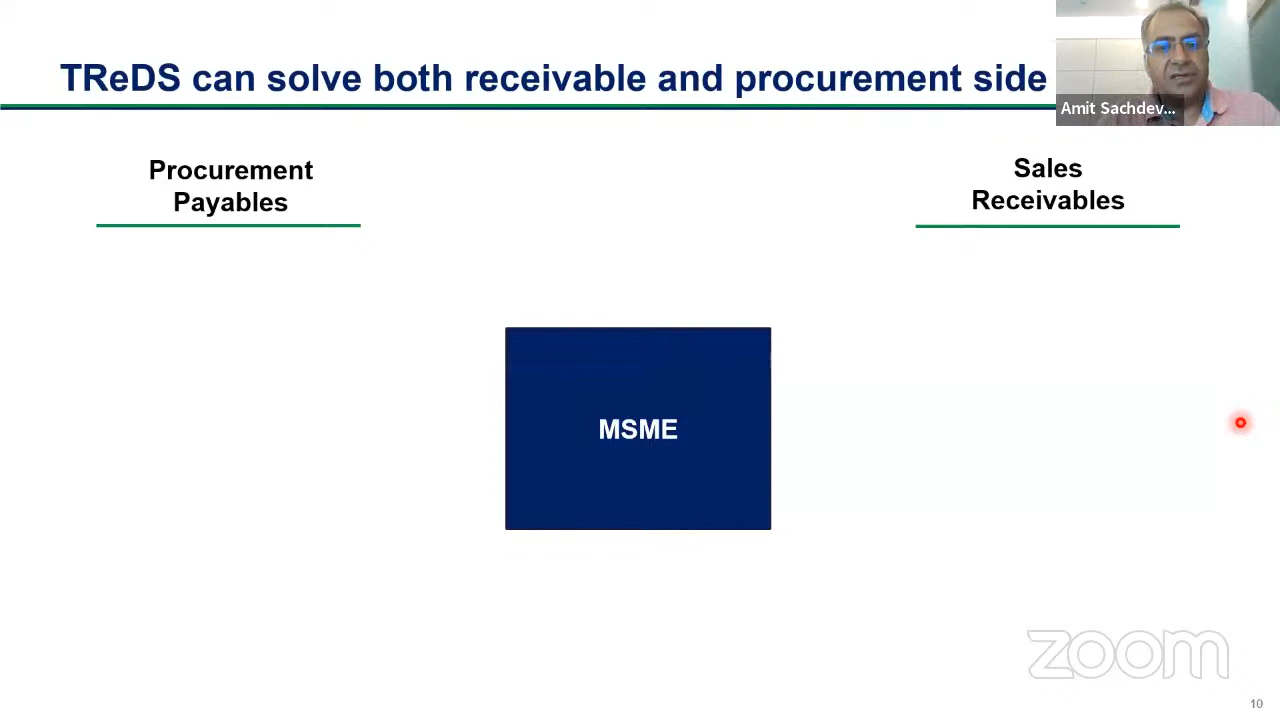 TReDS can solve both receivable and procurement side
Amit Sachdev...
Procurement
Payables
Sales
Receivables
MSME
zoom
10